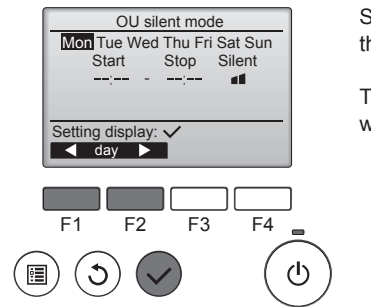 OU silent mode
Mon Tue Wed Thu Fri Sat Sun
Start Stop Silent
--:-- - --:--
Setting display: ✓
◀ day ▶
F1 F2 F3 F4